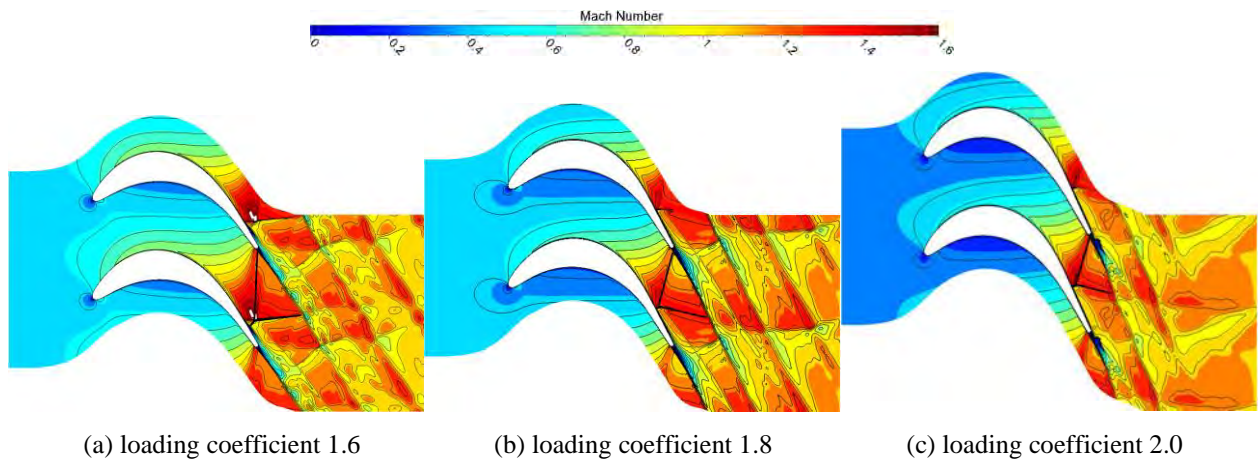 Mach Number
0 0.2 0.4 0.6 0.8 1 1.2 1.4 1.6
(a) loading coefficient 1.6 (b) loading coefficient 1.8 (c) loading coefficient 2.0